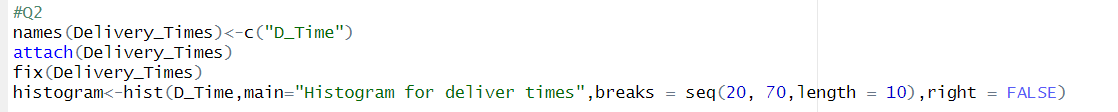 #Q2
names(Delivery_Times)<-c("D_Time")
attach(Delivery_Times)
fix(Delivery_Times)
histogram<-hist(D_Time,main="Histogram for deliver times",breaks = seq(20, 70,length = 10),right = FALSE)